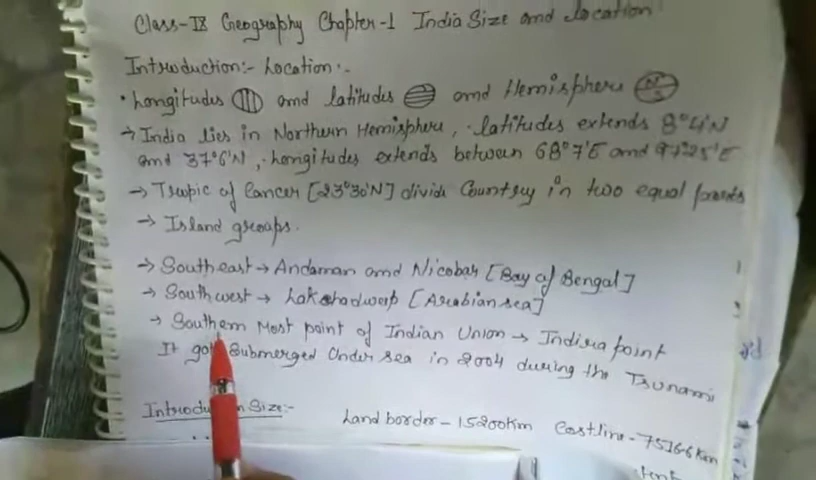 Class-IX Geography Chapter-1 India Size and location
Introduction:- Location:-
• Longitudes and latitudes and Hemisphere N S
→ India lies in Northern Hemisphere, latitudes extends 8°4'N
and 37°6'N, Longitudes extends between 68°7'E and 97°25'E
→ Tropic of Cancer [23°30'N] divide Country in two equal parts
→ Island groups.
→ Southeast → Andaman and Nicobar [Bay of Bengal]
→ Southwest → Lakshadweep [Arabian sea]
→ Southern Most point of Indian Union → Indira point
It got Submerged Under sea in 2004 during the Tsunami
Size:-
Land border - 15200Km Costline - 7516.6Km